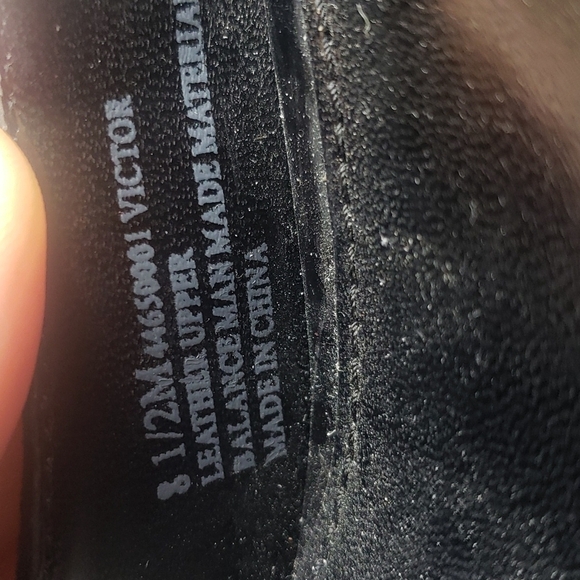 8 1/2M 44650001 VICTOR
LEATHER UPPER
BALANCE MAN MADE MATERIAL
MADE IN CHINA